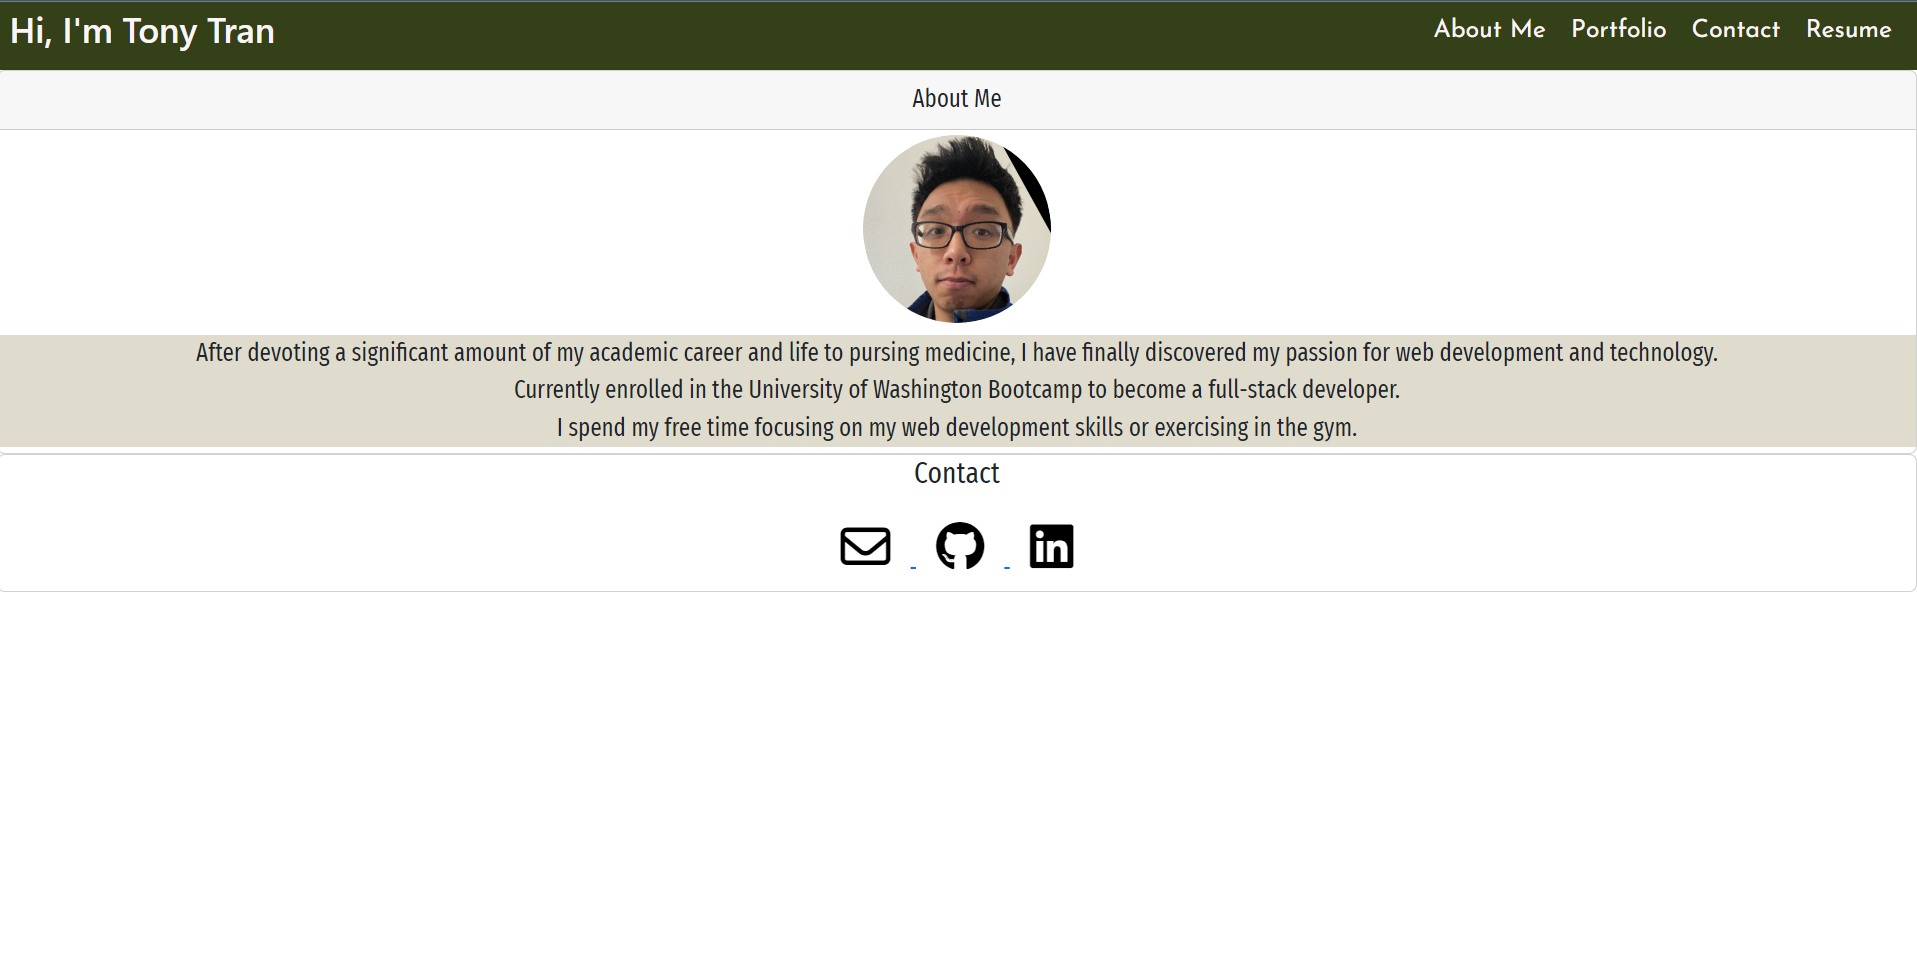 Hi, I'm Tony Tran
About Me Portfolio Contact Resume
About Me
After devoting a significant amount of my academic career and life to pursing medicine, I have finally discovered my passion for web development and technology.
Currently enrolled in the University of Washington Bootcamp to become a full-stack developer.
I spend my free time focusing on my web development skills or exercising in the gym.
Contact
in